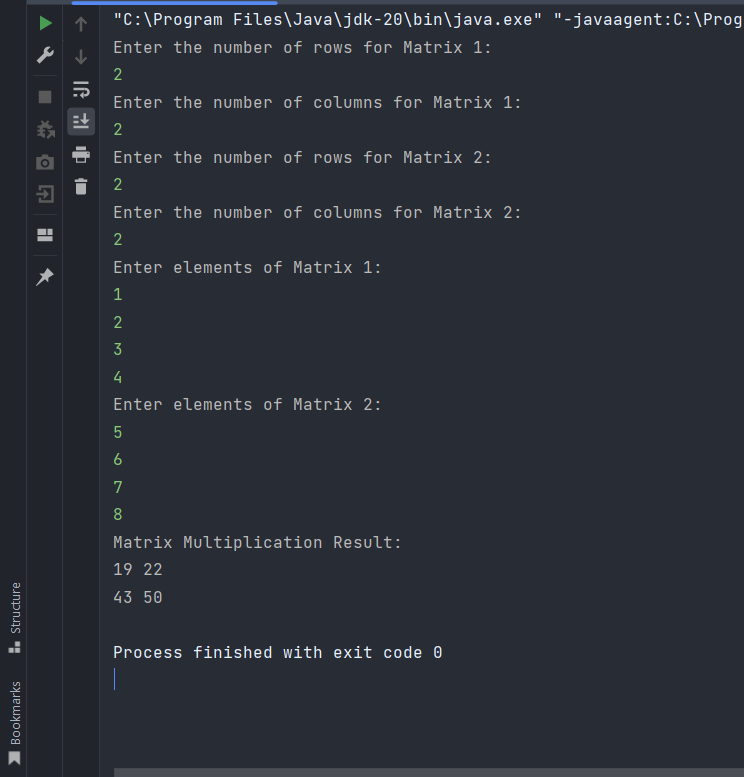 "C:\Program Files\Java\jdk-20\bin\java.exe" "-javaagent:C:\Prog
Enter the number of rows for Matrix 1:
2
Enter the number of columns for Matrix 1:
2
Enter the number of rows for Matrix 2:
2
Enter the number of columns for Matrix 2:
2
Enter elements of Matrix 1:
1
2
3
4
Enter elements of Matrix 2:
5
6
7
8
Matrix Multiplication Result:
19 22
43 50
Process finished with exit code 0
Structure
Bookmarks